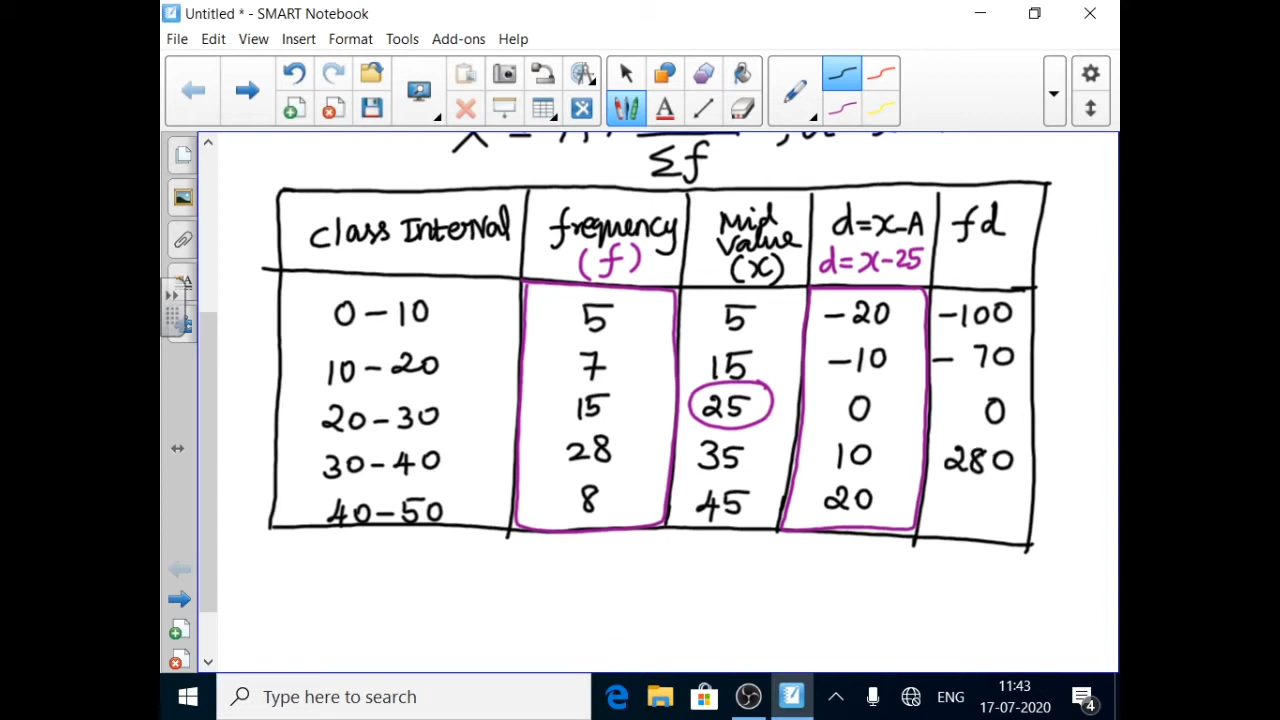 Untitled * - SMART Notebook
File Edit View Insert Format Tools Add-ons Help
Σf
class Interval frequency (f) Mid value (x) d=x-A d=x-25 fd
0-10 5 5 -20 -100
10-20 7 15 -10 -70
20-30 15 25 0 0
30-40 28 35 10 280
40-50 8 45 20
Type here to search ENG 11:43 17-07-2020 4